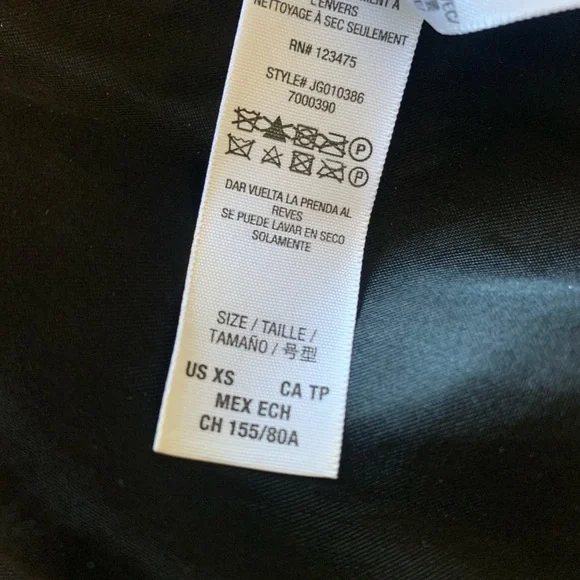 L'ENVERS
NETTOYAGE À SEC SEULEMENT
RN# 123475
STYLE# JG010386
7000390
P
P
DAR VUELTA LA PRENDA AL
REVES
SE PUEDE LAVAR EN SECO
SOLAMENTE
SIZE / TAILLE /
TAMAÑO / 号型
US XS CA TP
MEX ECH
CH 155/80A